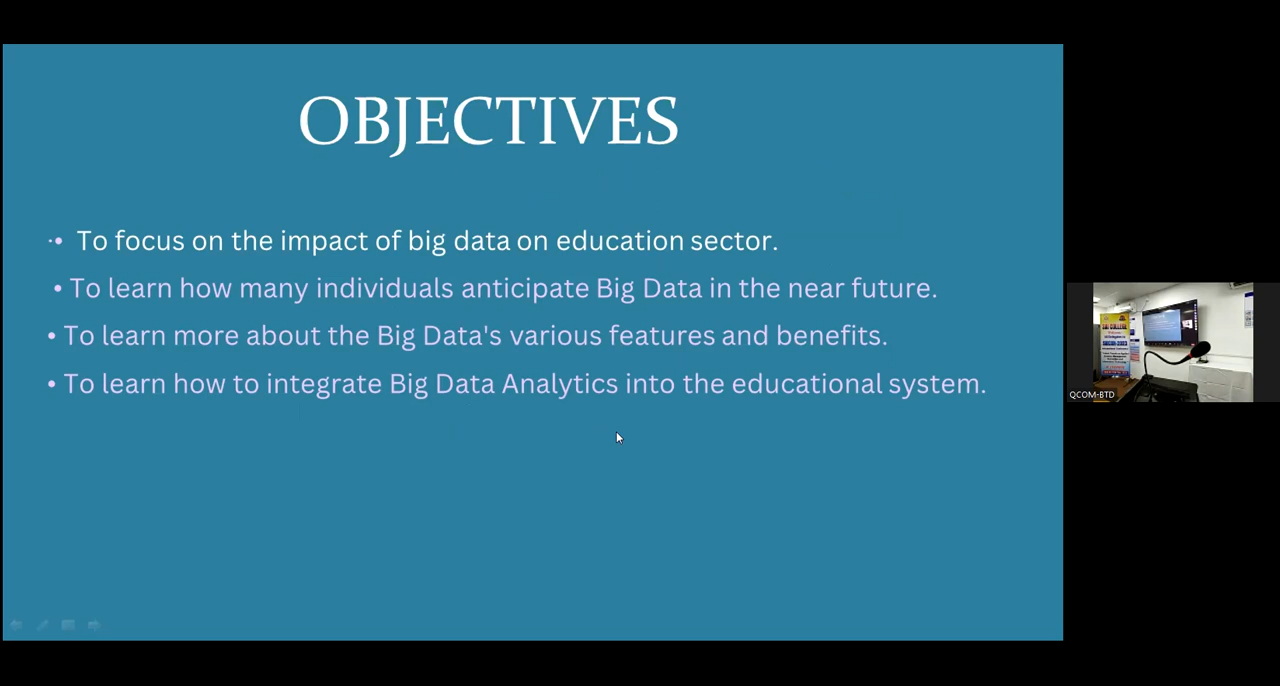 OBJECTIVES
·• To focus on the impact of big data on education sector.
• To learn how many individuals anticipate Big Data in the near future.
• To learn more about the Big Data's various features and benefits.
• To learn how to integrate Big Data Analytics into the educational system.
QCOM-BTD